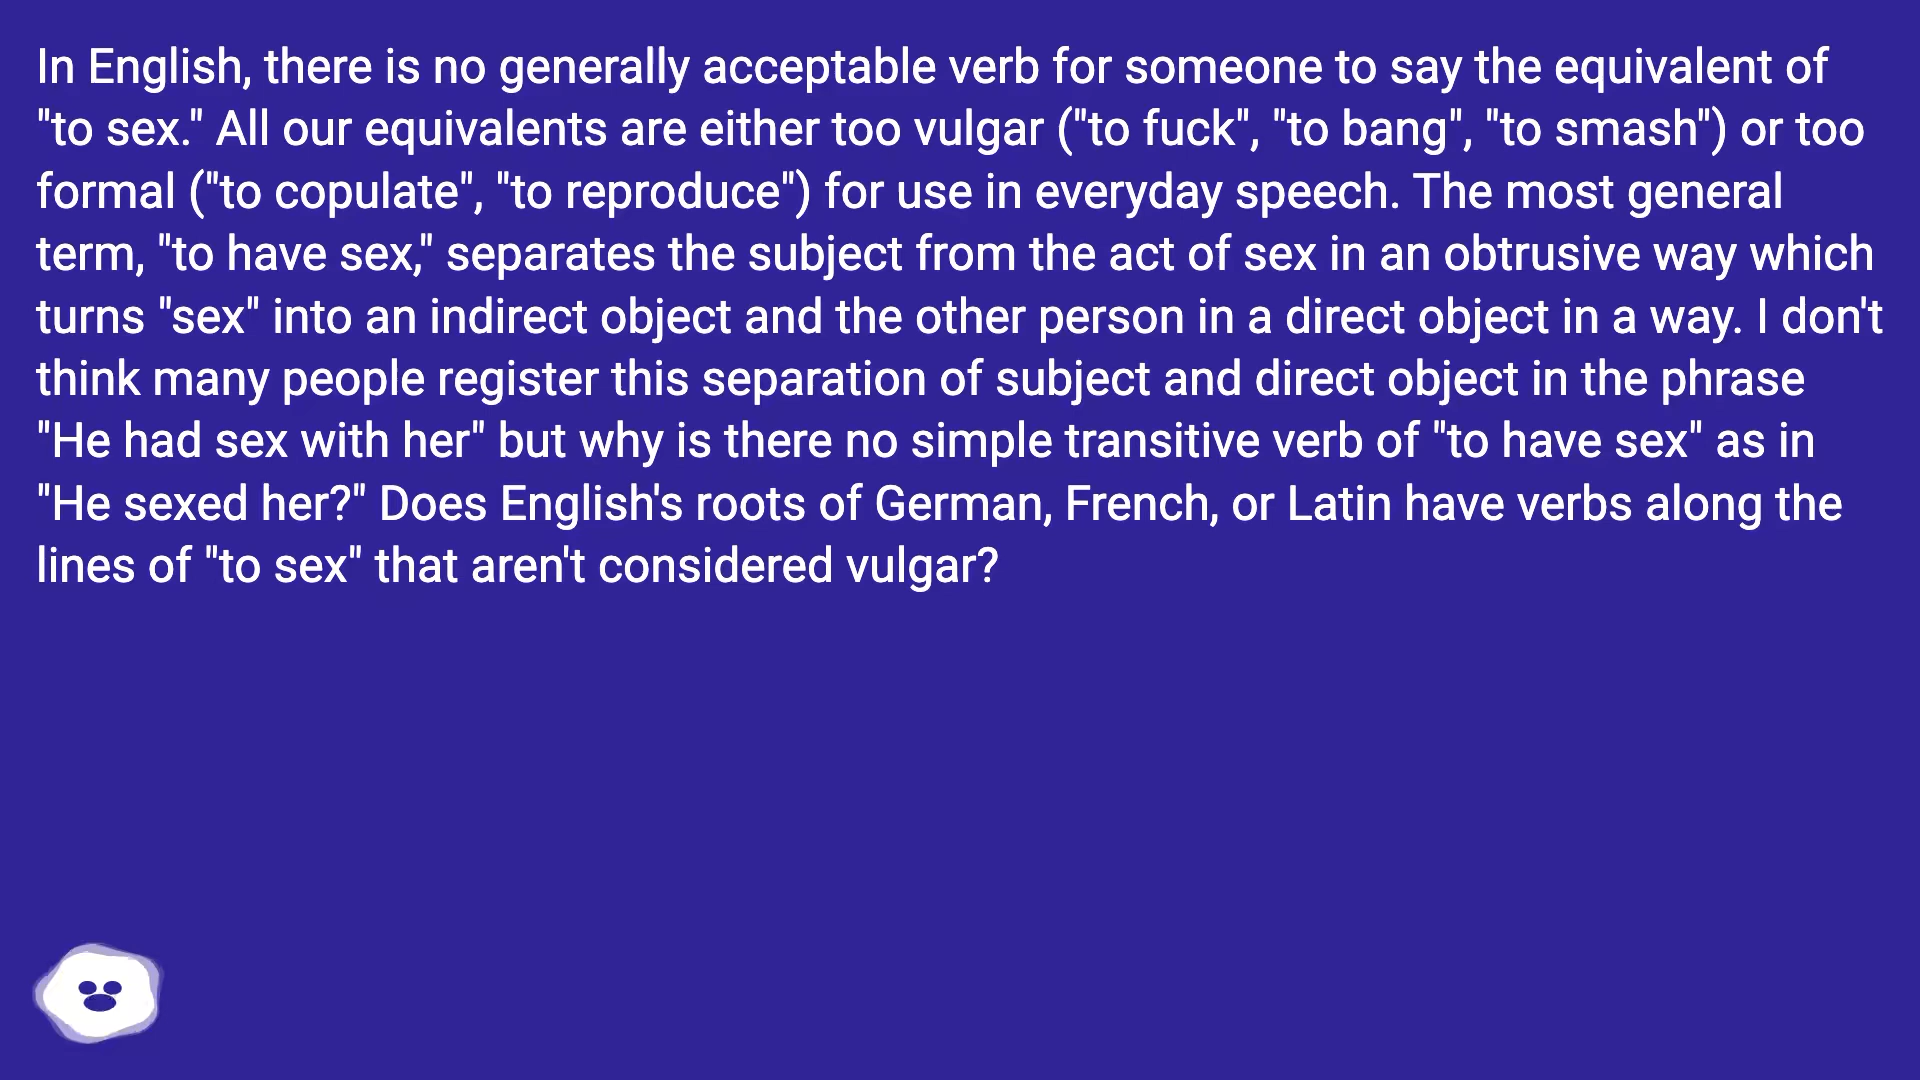 In English, there is no generally acceptable verb for someone to say the equivalent of
"to sex." All our equivalents are either too vulgar ("to fuck", "to bang", "to smash") or too
formal ("to copulate", "to reproduce") for use in everyday speech. The most general
term, "to have sex," separates the subject from the act of sex in an obtrusive way which
turns "sex" into an indirect object and the other person in a direct object in a way. I don't
think many people register this separation of subject and direct object in the phrase
"He had sex with her" but why is there no simple transitive verb of "to have sex" as in
"He sexed her?" Does English's roots of German, French, or Latin have verbs along the
lines of "to sex" that aren't considered vulgar?